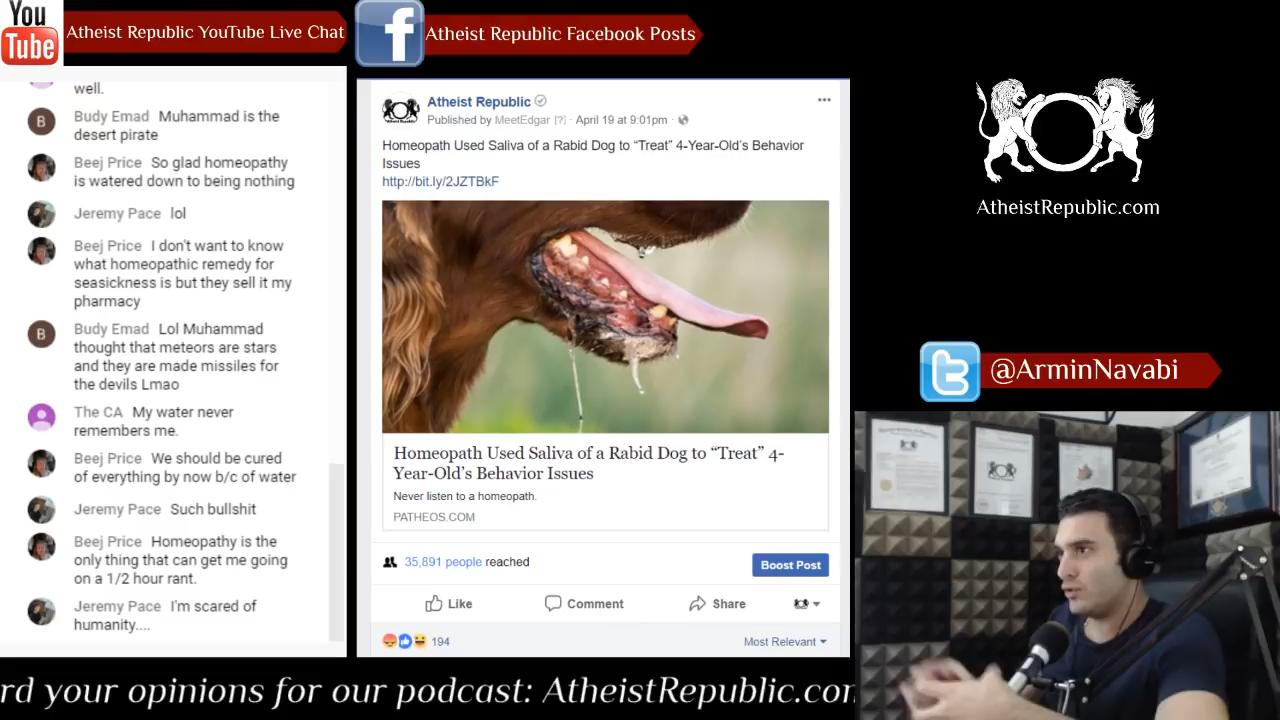 You
Tube
Atheist Republic YouTube Live Chat
f
Atheist Republic Facebook Posts
well.
B
Budy Emad Muhammad is the
desert pirate
Beej Price So glad homeopathy
is watered down to being nothing
Jeremy Pace lol
Beej Price I don't want to know
what homeopathic remedy for
seasickness is but they sell it my
pharmacy
B
Budy Emad Lol Muhammad
thought that meteors are stars
and they are made missiles for
the devils Lmao
The CA My water never
remembers me.
Beej Price We should be cured
of everything by now b/c of water
Jeremy Pace Such bullshit
Beej Price Homeopathy is the
only thing that can get me going
on a 1/2 hour rant.
Jeremy Pace I'm scared of
humanity....
Atheist Republic
Published by MeetEdgar [?] · April 19 at 9:01pm ·
Homeopath Used Saliva of a Rabid Dog to “Treat” 4-Year-Old’s Behavior
Issues
http://bit.ly/2JZTBkF
Homeopath Used Saliva of a Rabid Dog to “Treat” 4-
Year-Old’s Behavior Issues
Never listen to a homeopath.
PATHEOS.COM
35,891 people reached
Boost Post
Like
Comment
Share
194
Most Relevant
AtheistRepublic.com
@ArminNavabi
rd your opinions for our podcast: AtheistRepublic.com